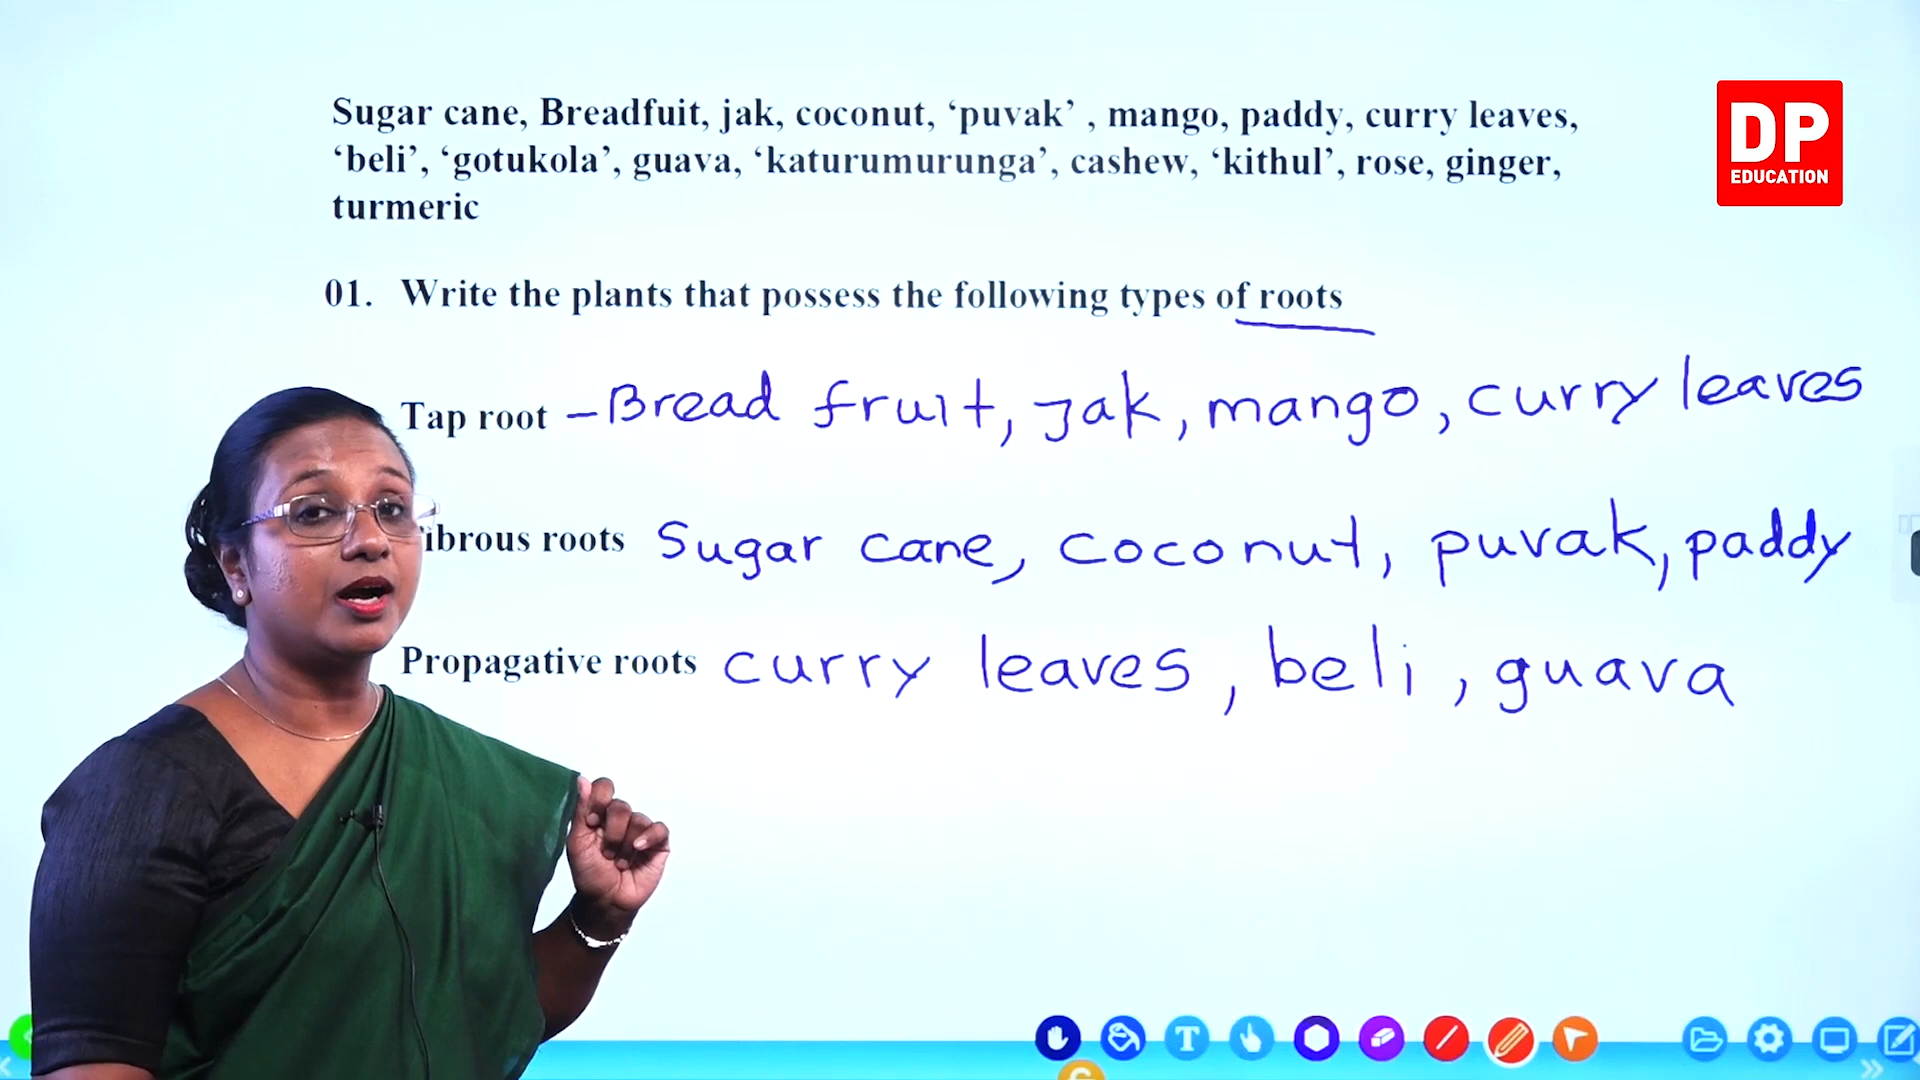 Sugar cane, Breadfuit, jak, coconut, ‘puvak’ , mango, paddy, curry leaves,
‘beli’, ‘gotukola’, guava, ‘katurumurunga’, cashew, ‘kithul’, rose, ginger,
turmeric
DP
EDUCATION
01. Write the plants that possess the following types of roots
Tap root – Bread fruit, Jak, mango, curry leaves
ibrous roots Sugar cane, coconut, puvak, paddy
Propagative roots curry leaves, beli, guava
T